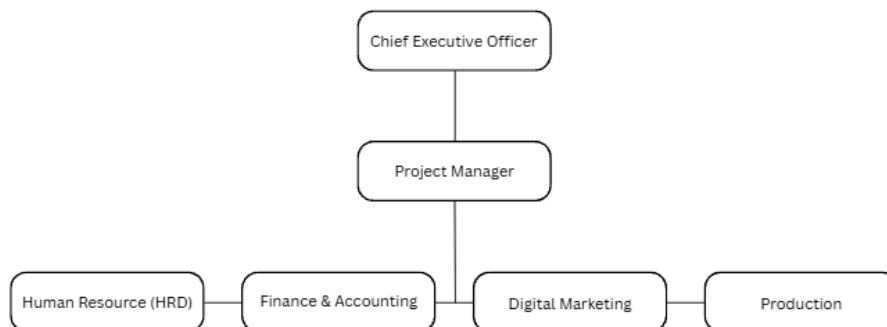 Chief Executive Officer
Project Manager
Human Resource (HRD)
Finance & Accounting
Digital Marketing
Production